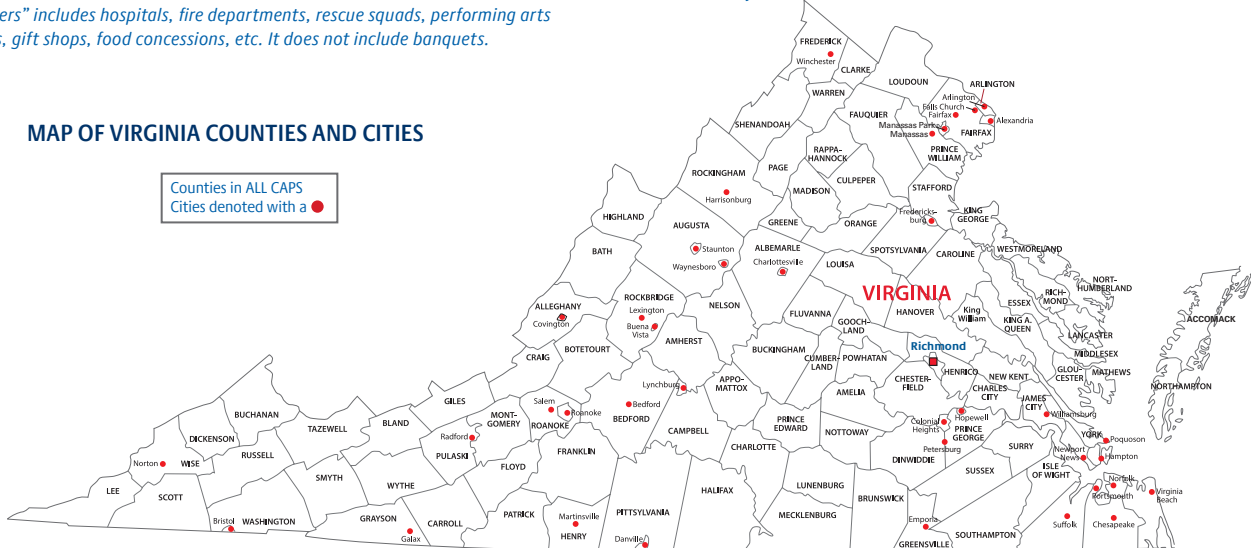 ers” includes hospitals, fire departments, rescue squads, performing arts
s, gift shops, food concessions, etc. It does not include banquets.
MAP OF VIRGINIA COUNTIES AND CITIES
Counties in ALL CAPS
Cities denoted with a
FREDERICK
Winchester
CLARKE
LOUDOUN
ARLINGTON
WARREN
Arlington
Falls Church
Fairfax
FAUQUIER
Alexandria
SHENANDOAH
Manassas Park
Manassas
FAIRFAX
RAPPA-
HANNOCK
PRINCE
WILLIAM
PAGE
ROCKINGHAM
CULPEPER
MADISON
STAFFORD
Harrisonburg
HIGHLAND
Fredericks-
burg
KING
GEORGE
AUGUSTA
GREENE
ORANGE
BATH
Staunton
ALBEMARLE
SPOTSYLVANIA
CAROLINE
WESTMORELAND
Waynesboro
Charlottesville
LOUISA
NORT-
HUMBERLAND
VIRGINIA
RICH-
MOND
ROCKBRIDGE
ALLEGHANY
NELSON
ESSEX
Lexington
FLUVANNA
HANOVER
King
William
ACCOMACK
Covington
Buena
Vista
GOOCH-
LAND
KING A.
QUEEN
LANCASTER
AMHERST
Richmond
BOTETOURT
BUCKINGHAM
CUMBER-
LAND
POWHATAN
MIDDLESEX
CRAIG
HENRICO
NEW KENT
GLOU-
CESTER
MATHEWS
Lynchburg
APPO-
MATTOX
CHESTER-
FIELD
CHARLES
CITY
NORTHAMPTON
GILES
AMELIA
JAMES
CITY
Salem
Bedford
BUCHANAN
MONT-
GOMERY
Roanoke
ROANOKE
BEDFORD
Hopewell
Williamsburg
TAZEWELL
BLAND
CAMPBELL
PRINCE
EDWARD
Colonial
Heights
PRINCE
GEORGE
DICKENSON
Radford
NOTTOWAY
YORK
Poquoson
RUSSELL
PULASKI
FRANKLIN
CHARLOTTE
Petersburg
SURRY
Newport
News
Hampton
Norton
WISE
FLOYD
DINWIDDIE
SUSSEX
ISLE
OF WIGHT
SMYTH
WYTHE
LUNENBURG
Norfolk
LEE
SCOTT
HALIFAX
BRUNSWICK
Portsmouth
Virginia
Beach
Bristol
WASHINGTON
GRAYSON
CARROLL
PATRICK
Martinsville
PITTSYLVANIA
MECKLENBURG
Suffolk
Chesapeake
Galax
HENRY
Danville
Emporia
SOUTHAMPTON
GREENSVILLE